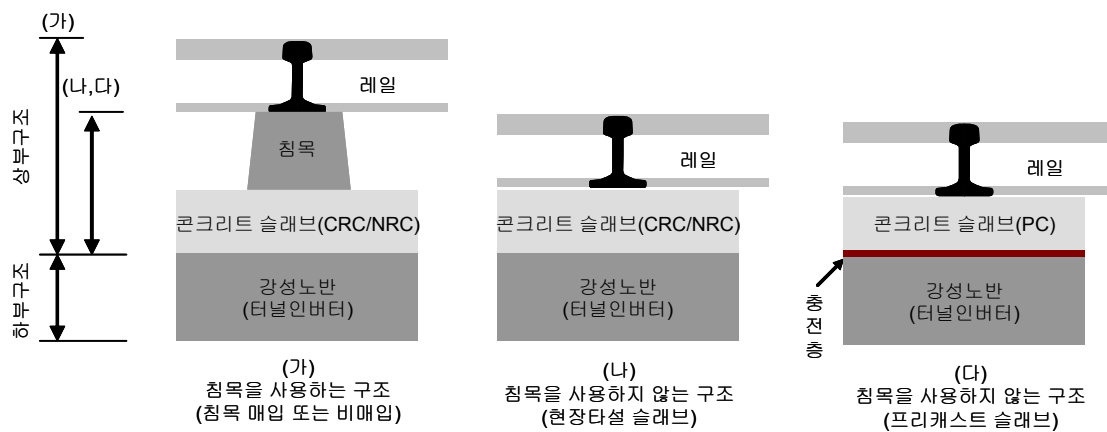 (가)
(나,다)
상부구조
하부구조
레일
침목
콘크리트 슬래브(CRC/NRC)
강성노반
(터널인버터)
(가)
침목을 사용하는 구조
(침목 매입 또는 비매입)
레일
콘크리트 슬래브(CRC/NRC)
강성노반
(터널인버터)
(나)
침목을 사용하지 않는 구조
(현장타설 슬래브)
레일
콘크리트 슬래브(PC)
강성노반
(터널인버터)
충전층
(다)
침목을 사용하지 않는 구조
(프리캐스트 슬래브)